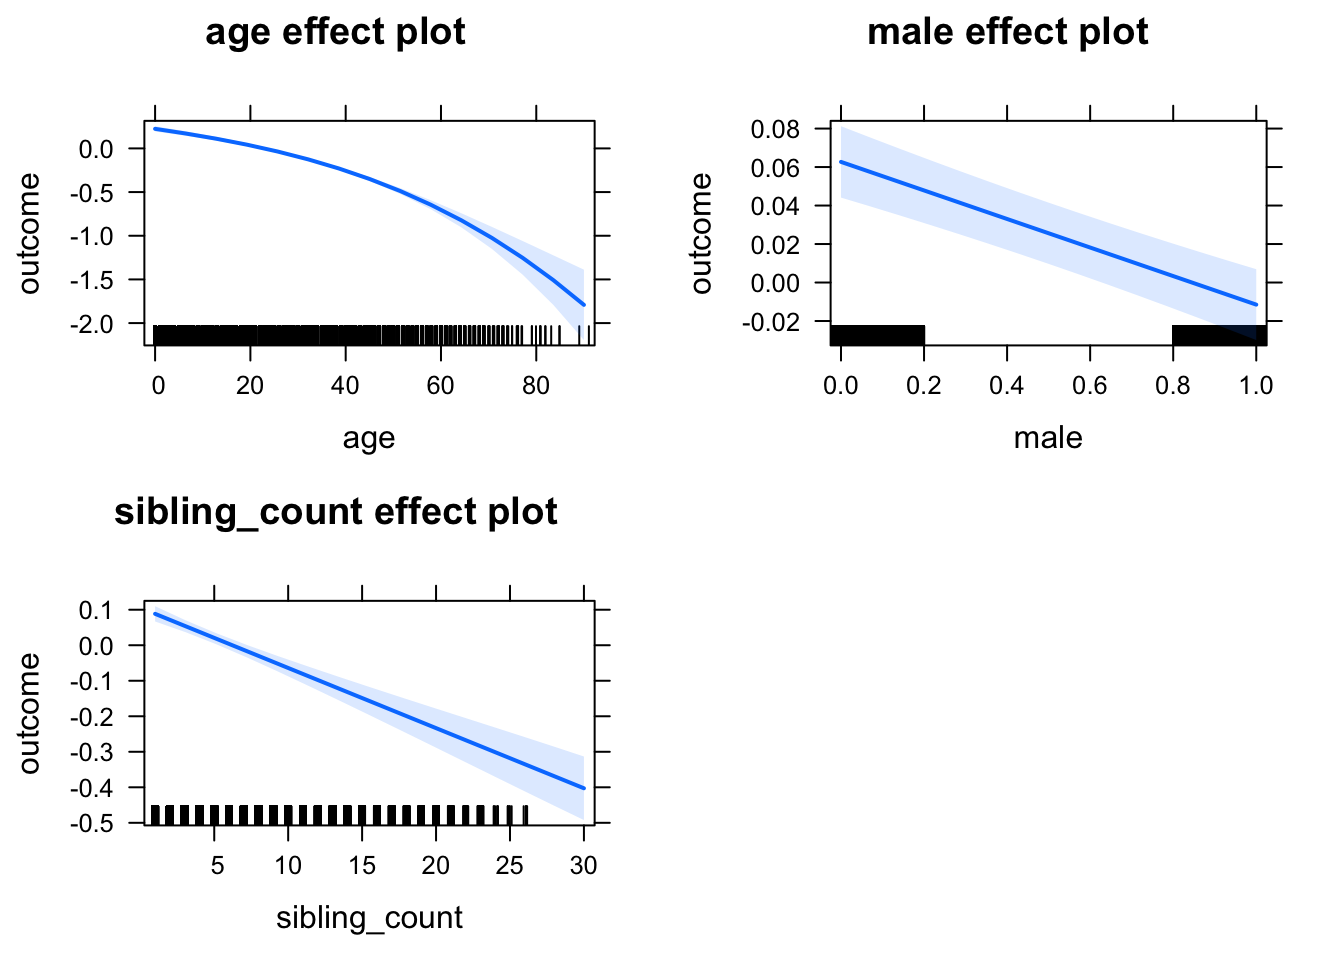 age effect plot
outcome
0.0
-0.5
-1.0
-1.5
-2.0
0 20 40 60 80
age
male effect plot
outcome
0.08
0.06
0.04
0.02
0.00
-0.02
0.0 0.2 0.4 0.6 0.8 1.0
male
sibling_count effect plot
outcome
0.1
0.0
-0.1
-0.2
-0.3
-0.4
-0.5
5 10 15 20 25 30
sibling_count